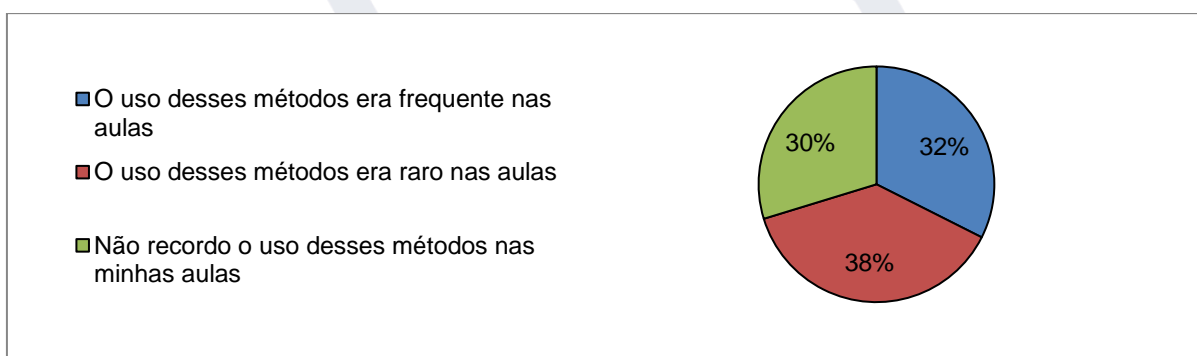 O uso desses métodos era frequente nas
aulas
O uso desses métodos era raro nas aulas
Não recordo o uso desses métodos nas
minhas aulas
30%
32%
38%